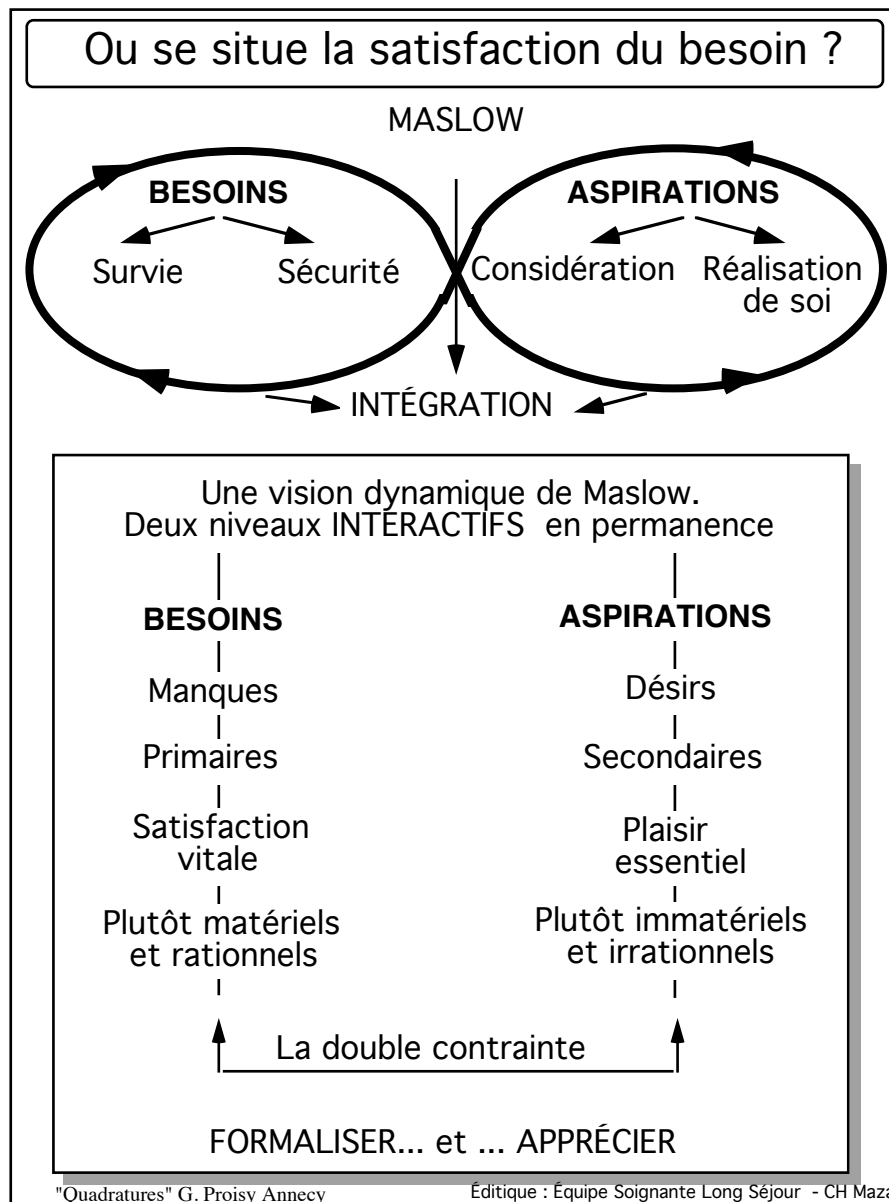 Ou se situe la satisfaction du besoin ?
MASLOW
BESOINS
ASPIRATIONS
Survie
Sécurité
Considération
Réalisation
de soi
INTÉGRATION
Une vision dynamique de Maslow.
Deux niveaux INTERACTIFS en permanence
BESOINS
ASPIRATIONS
Manques
Désirs
Primaires
Secondaires
Satisfaction
vitale
Plaisir
essentiel
Plutôt matériels
et rationnels
Plutôt immatériels
et irrationnels
La double contrainte
FORMALISER... et ... APPRÉCIER
"Quadratures" G. Proisy Annecy
Éditique : Équipe Soignante Long Séjour - CH